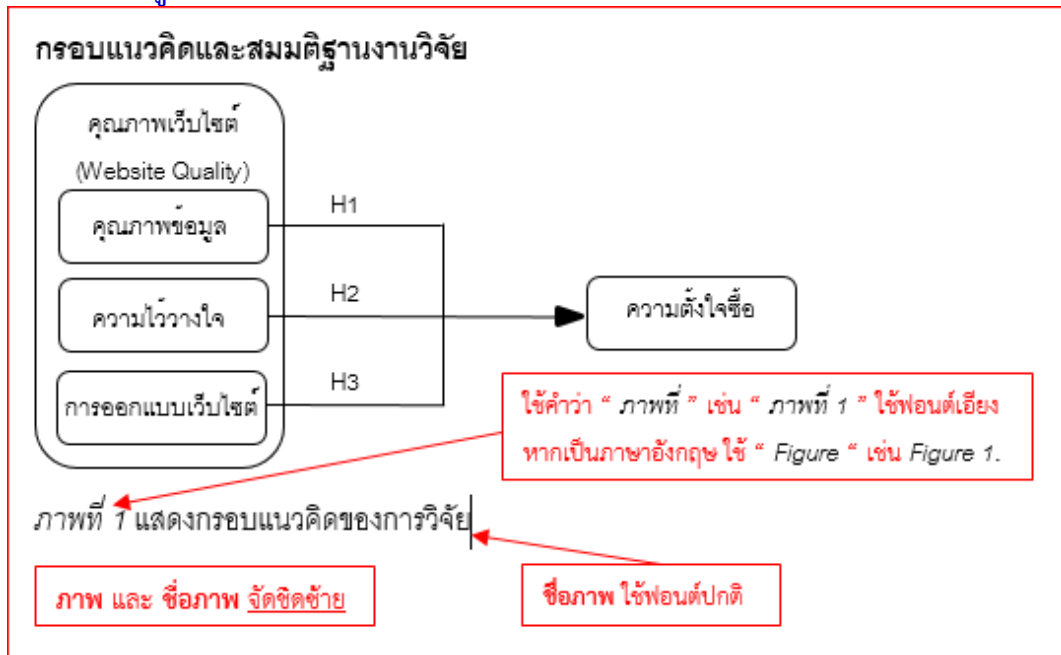 กรอบแนวคิดและสมมติฐานงานวิจัย
คุณภาพเว็บไซต์
(Website Quality)
คุณภาพข้อมูล
H1
ความไว้วางใจ
H2
ความตั้งใจซื้อ
การออกแบบเว็บไซต์
H3
ใช้คำว่า “ ภาพที่ ” เช่น “ ภาพที่ 1 ” ใช้ฟอนต์เอียง
หากเป็นภาษาอังกฤษ ใช้ “ Figure “ เช่น Figure 1.
ภาพที่ 1 แสดงกรอบแนวคิดของการวิจัย
ภาพ และ ชื่อภาพ จัดชิดซ้าย
ชื่อภาพ ใช้ฟอนต์ปกติ